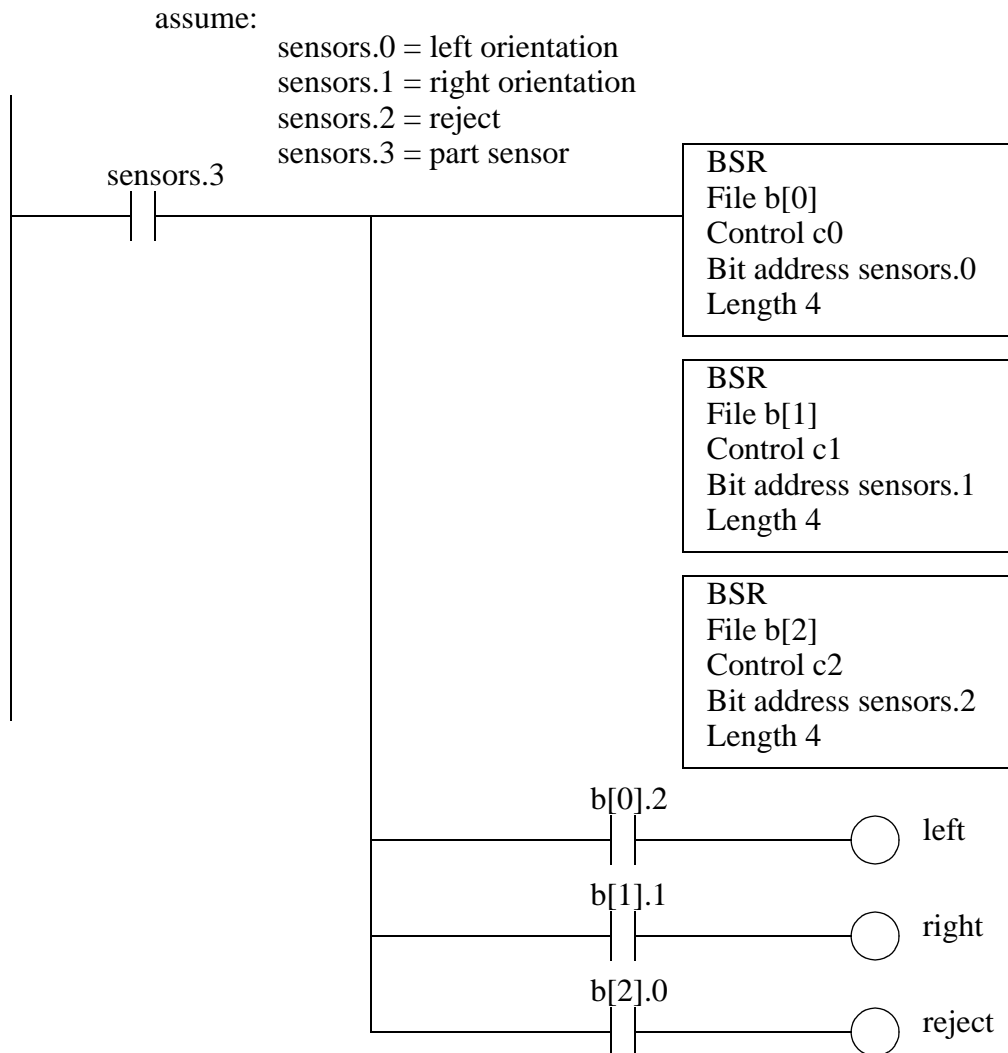 assume:
sensors.0 = left orientation
sensors.1 = right orientation
sensors.2 = reject
sensors.3 = part sensor
sensors.3
BSR
File b[0]
Control c0
Bit address sensors.0
Length 4
BSR
File b[1]
Control c1
Bit address sensors.1
Length 4
BSR
File b[2]
Control c2
Bit address sensors.2
Length 4
b[0].2
left
b[1].1
right
b[2].0
reject